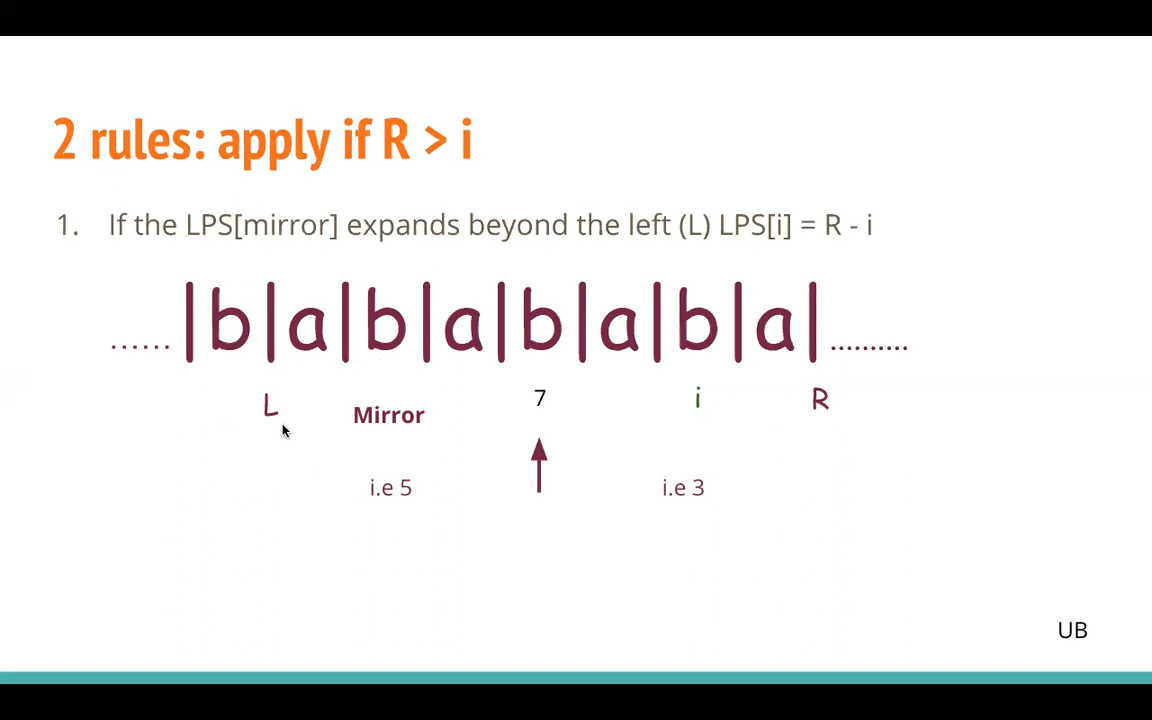 2 rules: apply if R > i
1. If the LPS[mirror] expands beyond the left (L) LPS[i] = R - i
......|b|a|b|a|b|a|b|a|..........
L Mirror 7 i R
i.e 5 i.e 3
UB